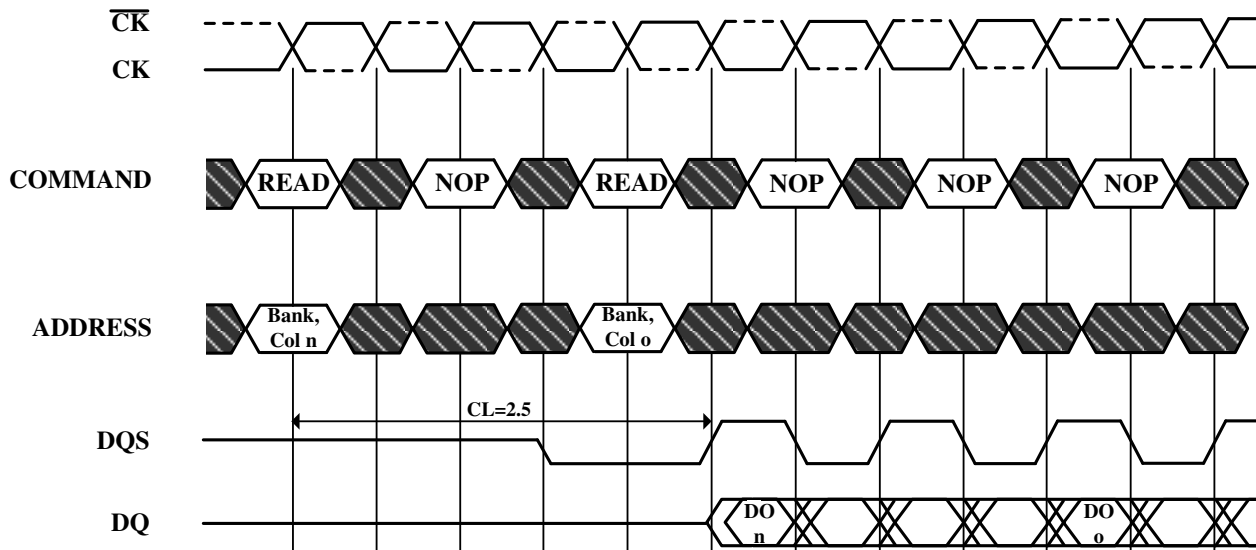 CK
CK
COMMAND READ NOP READ NOP NOP NOP
ADDRESS
Bank,
Col n
Bank,
Col o
CL=2.5
DQS
DQ
DO
n
DO
o